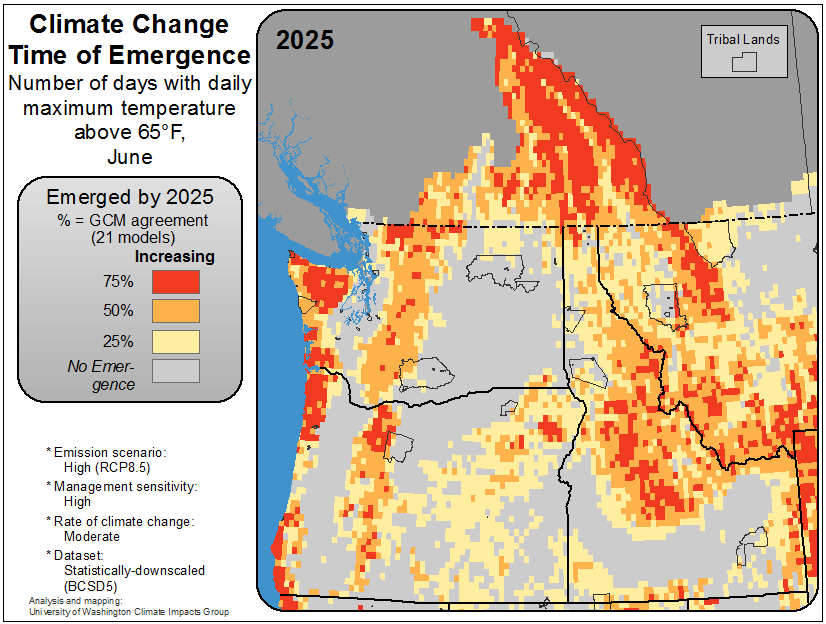 Climate Change
Time of Emergence
Number of days with daily
maximum temperature
above 65°F,
June
Emerged by 2025
% = GCM agreement
(21 models)
Increasing
75%
50%
25%
No Emer-
gence
* Emission scenario:
High (RCP8.5)
* Management sensitivity:
High
* Rate of climate change:
Moderate
* Dataset:
Statistically-downscaled
(BCSD5)
Analysis and mapping:
University of Washington Climate Impacts Group
2025
Tribal Lands